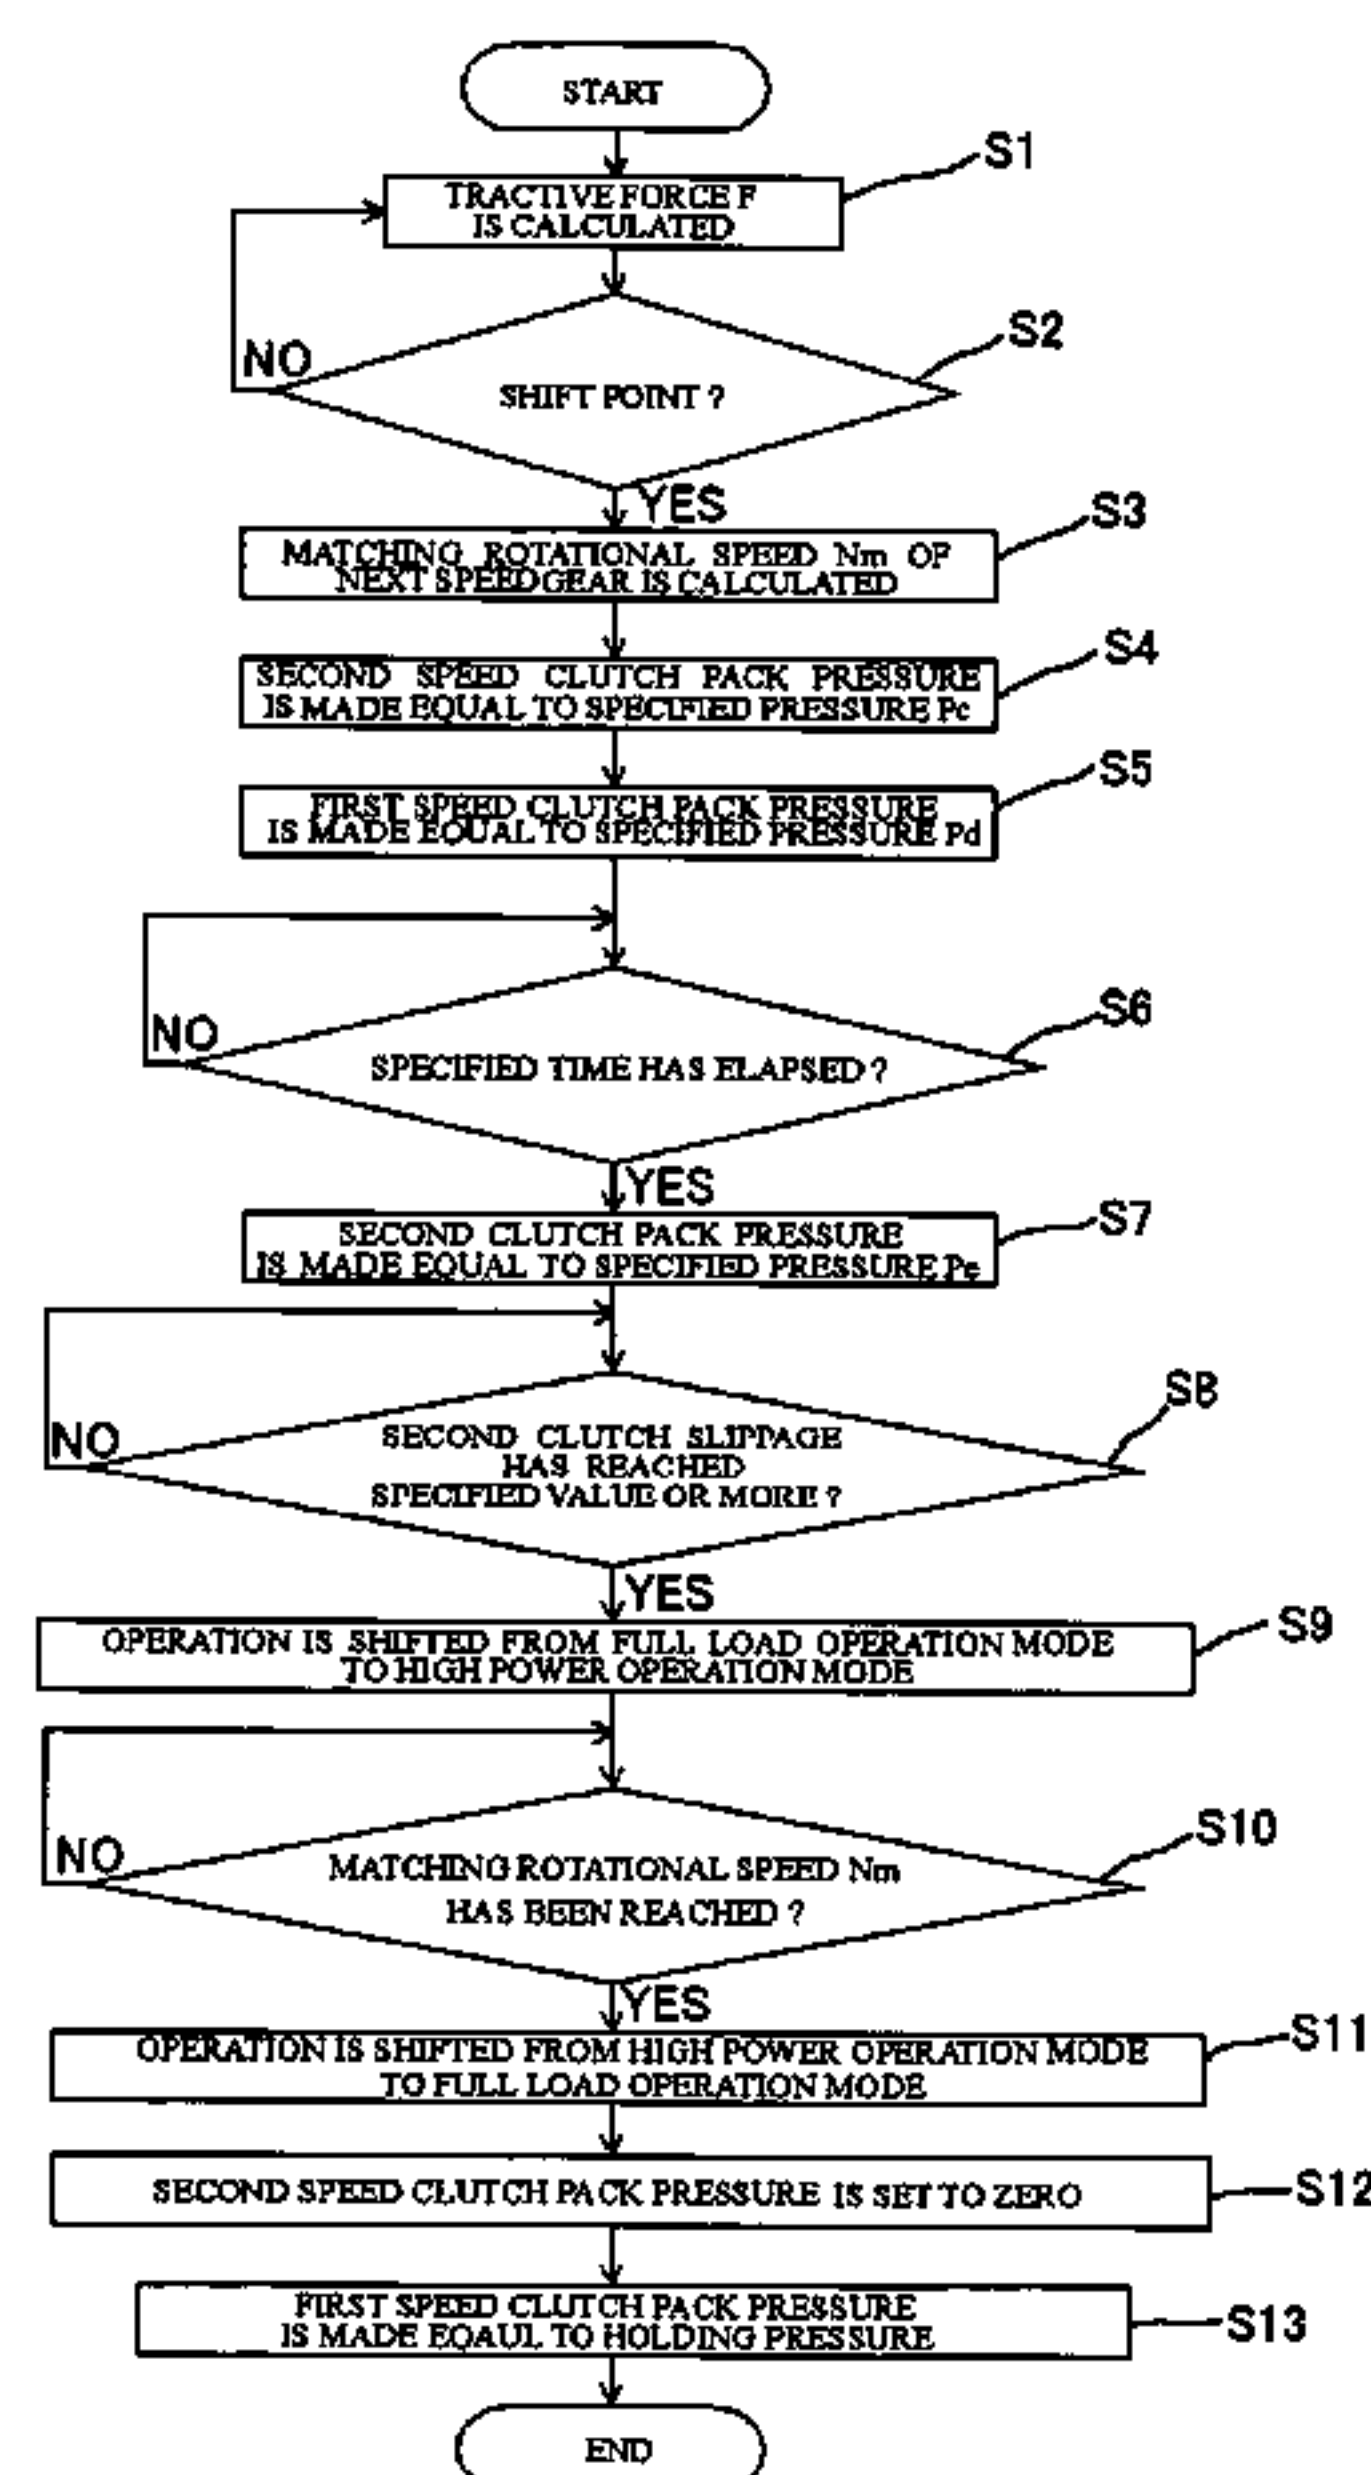 START
S1
TRACTIVE FORCE F
IS CALCULATED
S2
NO
SHIFT POINT ?
YES
S3
MATCHING ROTATIONAL SPEED Nm OF
NEXT SPEED GEAR IS CALCULATED
S4
SECOND SPEED CLUTCH PACK PRESSURE
IS MADE EQUAL TO SPECIFIED PRESSURE Pc
S5
FIRST SPEED CLUTCH PACK PRESSURE
IS MADE EQUAL TO SPECIFIED PRESSURE Pd
S6
NO
SPECIFIED TIME HAS ELAPSED ?
YES
S7
SECOND CLUTCH PACK PRESSURE
IS MADE EQUAL TO SPECIFIED PRESSURE Pe
S8
NO
SECOND CLUTCH SLIPPAGE
HAS REACHED
SPECIFIED VALUE OR MORE ?
YES
S9
OPERATION IS SHIFTED FROM FULL LOAD OPERATION MODE
TO HIGH POWER OPERATION MODE
S10
NO
MATCHING ROTATIONAL SPEED Nm
HAS BEEN REACHED ?
YES
S11
OPERATION IS SHIFTED FROM HIGH POWER OPERATION MODE
TO FULL LOAD OPERATION MODE
S12
SECOND SPEED CLUTCH PACK PRESSURE IS SET TO ZERO
FIRST SPEED CLUTCH PACK PRESSURE
IS MADE EQAUL TO HOLDING PRESSURE
S13
END